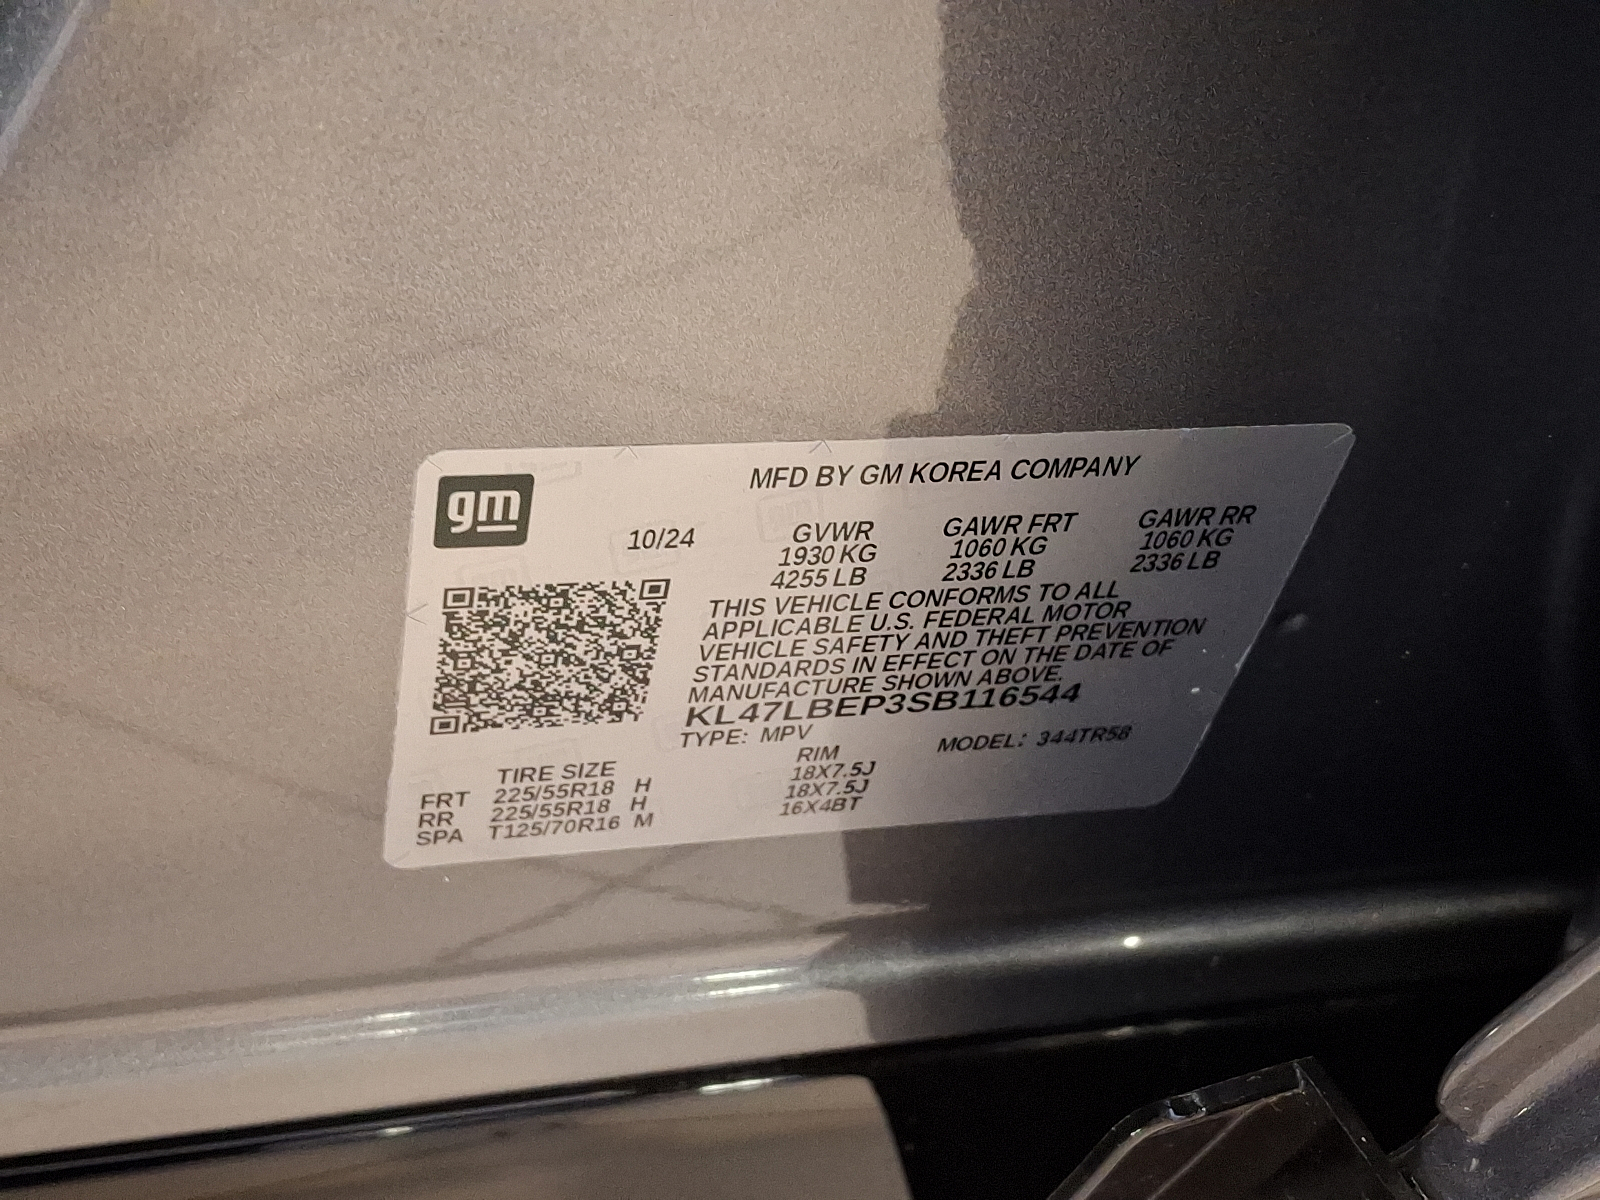 gm
MFD BY GM KOREA COMPANY
10/24 GVWR GAWR FRT GAWR RR
1930 KG 1060 KG 1060 KG
4255 LB 2336 LB 2336 LB
THIS VEHICLE CONFORMS TO ALL
APPLICABLE U.S. FEDERAL MOTOR
VEHICLE SAFETY AND THEFT PREVENTION
STANDARDS IN EFFECT ON THE DATE OF
MANUFACTURE SHOWN ABOVE.
KL47LBEP3SB116544
TYPE: MPV MODEL: 344TR58
TIRE SIZE RIM
FRT 225/55R18 H 18X7.5J
RR 225/55R18 H 18X7.5J
SPA T125/70R16 M 16X4BT